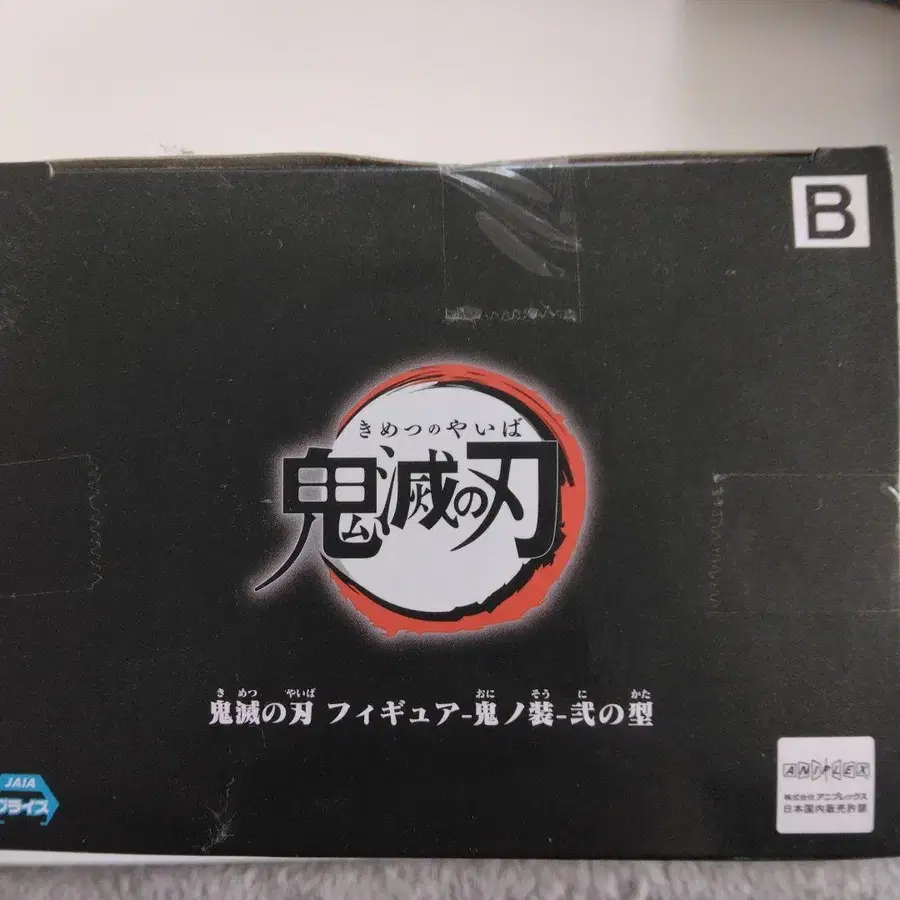 B
きめつのやいば
鬼滅の刃
き めつ やいば おに そう に かた
鬼滅の刃 フィギュア-鬼ノ装-弐の型
JAIA
プライズ
ANIPLEX
株式会社アニプレックス
日本国内販売許諾